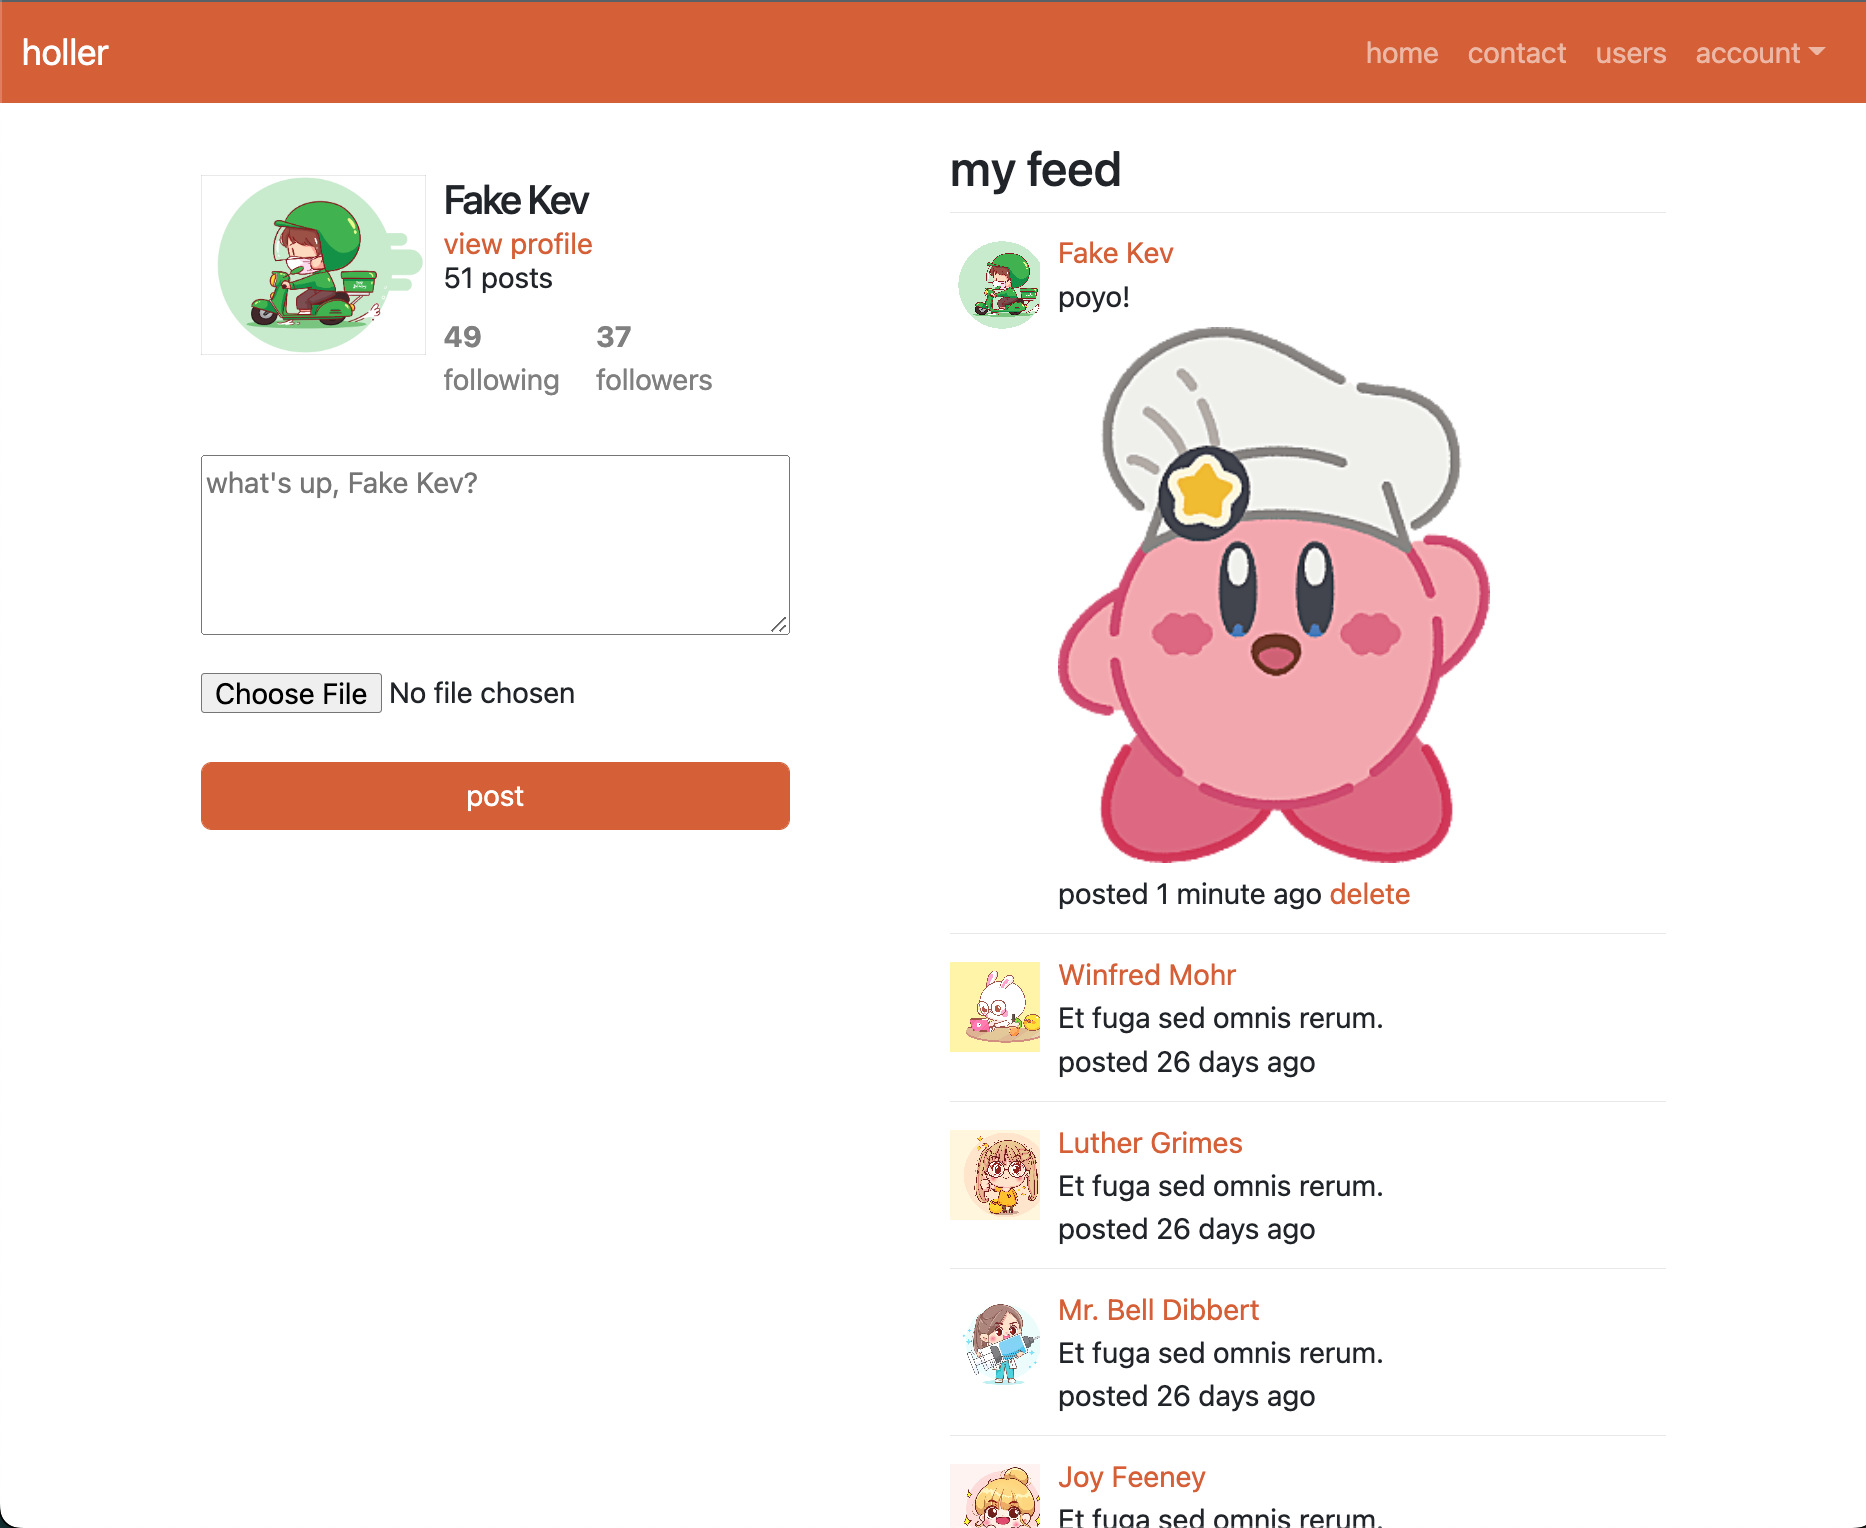 holler
home contact users account
Fake Kev
view profile
51 posts
49 following
37 followers
what's up, Fake Kev?
Choose File No file chosen
post
my feed
Fake Kev
poyo!
posted 1 minute ago delete
Winfred Mohr
Et fuga sed omnis rerum.
posted 26 days ago
Luther Grimes
Et fuga sed omnis rerum.
posted 26 days ago
Mr. Bell Dibbert
Et fuga sed omnis rerum.
posted 26 days ago
Joy Feeney
Et fuga sed omnis rerum.